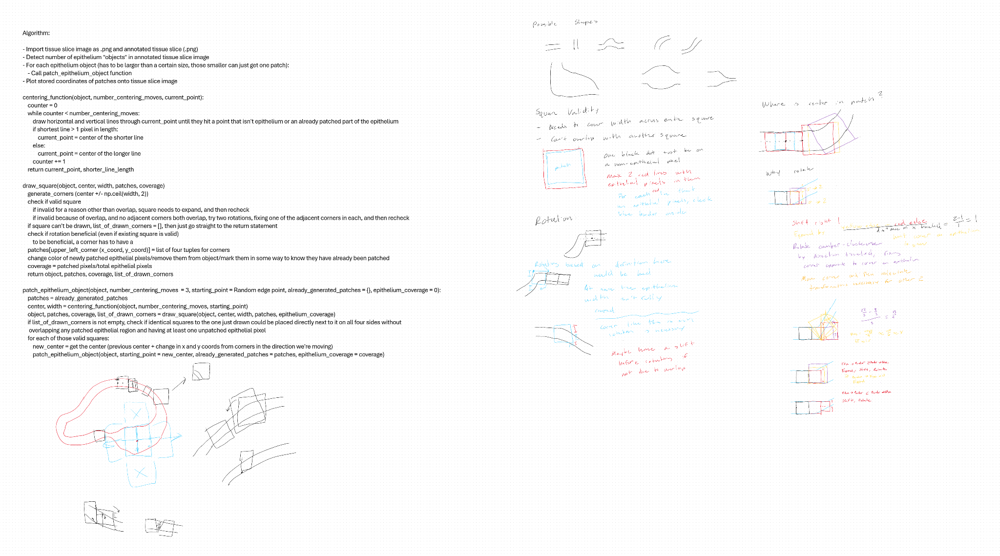 Algorithm:
- Import tissue slice image as .png and annotated tissue slice (.png)
- Detect number of epithelium "objects" in annotated tissue slice image
- For each epithelium object (has to be larger than a certain size, those smaller can just get one patch):
- Call patch_epithelium_object function
- Plot stored coordinates of patches onto tissue slice image
centering_function(object, number_centering_moves, current_point):
counter = 0
while counter < number_centering_moves:
draw horizontal and vertical lines through current_point until they hit a point that isn't epithelium or an already patched part of the epithelium
if shortest line > 1 pixel in length:
current_point = center of the shorter line
else:
current_point = center of the longer line
counter += 1
return current_point, shorter_line_length
draw_square(object, center, width, patches, coverage)
generate_corners (center +/- np.ceil(width, 2))
check if valid square
if invalid for a reason other than overlap, square needs to expand, and then recheck
if invalid because of overlap, and no adjacent corners both overlap, try two rotations, fixing one of the adjacent corners in each, and then recheck
if square can't be drawn, list_of_drawn_corners = [], then just go straight to the return statement
check if rotation beneficial (even if existing square is valid)
to be beneficial, a corner has to have a
patches[upper_left_corner (x_coord, y_coord)] = list of four tuples for corners
change color of newly patched epithelial pixels/remove them from object/mark them in some way to know they have already been patched
coverage = patched pixels/total epithelial pixels
return object, patches, coverage, list_of_drawn_corners
patch_epithelium_object(object, number_centering_moves = 3, starting_point = Random edge point, already_generated_patches = {}, epithelium_coverage = 0):
patches = already_generated_patches
center, width = centering_function(object, number_centering_moves, starting_point)
object, patches, coverage, list_of_drawn_corners = draw_square(object, center, width, patches, epithelium_coverage)
if list_of_drawn_corners is not empty, check if identical squares to the one just drawn could be placed directly next to it on all four sides without
overlapping any patched epithelial region and having at least one unpatched epithelial pixel
for each of those valid squares:
new_center = get the center (previous center + change in x and y coords from corners in the direction we're moving)
patch_epithelium_object(object, starting_point = new_center, already_generated_patches = patches, epithelium_coverage = coverage)
Possible Shapes
Square Validity
- Needs to cover width across entire square
- Can't overlap with another square
patch
One black dot must be on
a non-epithelial pixel
Max 2 red lines with
epithelial pixels in them
For each red line that
has epithelial pixels, check
blue border inside
Rotation:
Rotating based on definition here
would be bad
At same time epithelium
width isn't fully
covered
corner like this is where
rotation is necessary
Maybe have a shift
before rotating if
not due to overlap
Where is center in patch?
Why rotate
Shift right 1
Expand by
red edge
distance in x traveled = 2-1/1 = 1
until corner on epithelium
Rotate counter-clockwise
by direction traveled, fixing
corner opposite to corner on epithelium
Move corner and then calculate
transformations necessary for other 2
Expand, Shift, Rotate
Expand
Shift, Rotate